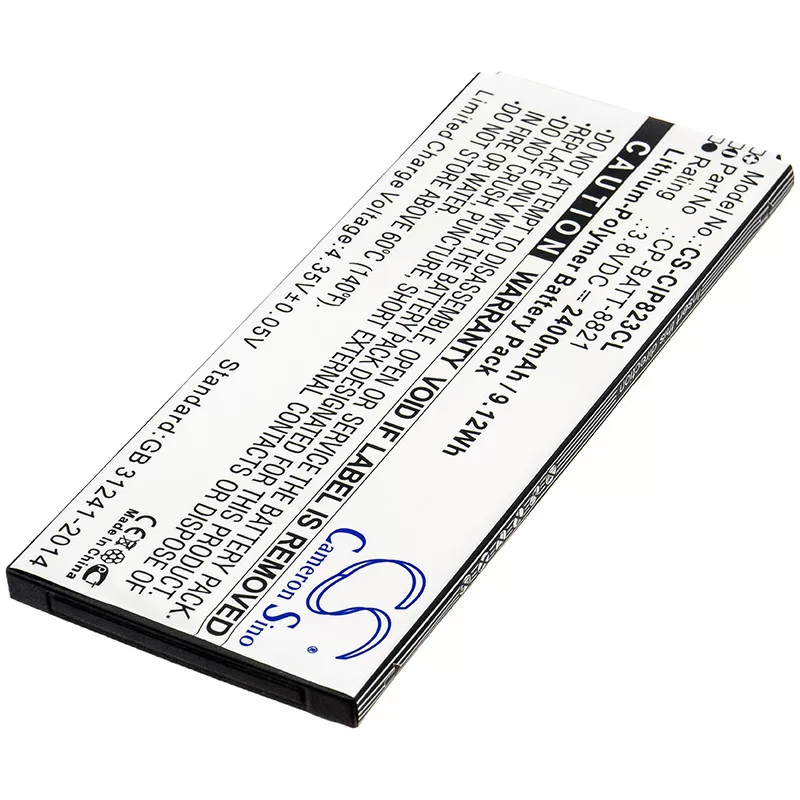 Model No.: CS-CIP823CL
Part No.: CP-BATT-8821
Rating: 3.8VDC ⎓ 2400mAh / 9.12Wh
Lithium-Polymer Battery Pack
CAUTION WARRANTY VOID IF LABEL IS REMOVED
•DO NOT ATTEMPT TO DISASSEMBLE, OPEN OR SERVICE THE BATTERY PACK.
•REPLACE ONLY WITH THE BATTERY PACK DESIGNATED FOR THIS PRODUCT.
•DO NOT CRUSH, PUNCTURE, SHORT EXTERNAL CONTACTS OR DISPOSE OF
IN FIRE OR WATER.
•DO NOT STORE ABOVE 60°C (140°F).
Limited Charge Voltage:4.35V±0.05V
Standard:GB 31241-2014
CE
Made In China
CS
Cameron Sino
®